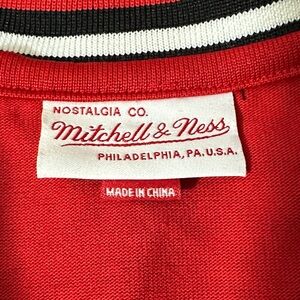 NOSTALGIA CO.
Mitchell & Ness
PHILADELPHIA, PA. U.S.A.
MADE IN CHINA